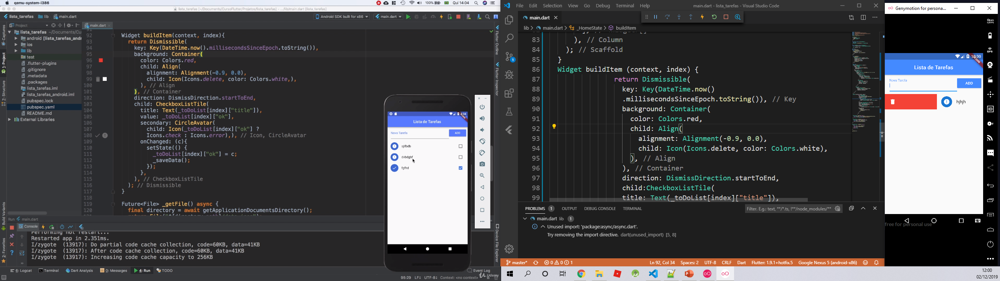 qemu-system-i386
100%
Qui 14:04
lista_tarefas [~/Documents/CursoFlutter/Projetos/lista_tarefas] - .../lib/main.dart [lista_tarefas]
lista_tarefas lib main.dart
Android SDK built for x86
main.dart
Project
main.dart
Captures
1: Project
Z: Structure
Build Variants
2: Favorites
lista_tarefas ~/Documents/Cu
android [lista_tarefas_andr
ios
lib
test
.flutter-plugins
.gitignore
.metadata
.packages
lista_tarefas.iml
lista_tarefas_android.iml
pubspec.lock
pubspec.yaml
README.md
External Libraries
91
92 Widget buildItem(context, index){
93 return Dismissible(
94 key: Key(DateTime.now().millisecondsSinceEpoch.toString()),
95 background: Container(
96 color: Colors.red,
97 child: Align(
98 alignment: Alignment(-0.9, 0.0),
99 child: Icon(Icons.delete, color: Colors.white,),
100 ), // Align
101 ), // Container
102 direction: DismissDirection.startToEnd,
103 child: CheckboxListTile(
104 title: Text(_toDoList[index]["title"]),
105 value: _toDoList[index]["ok"],
106 secondary: CircleAvatar(
107 child: Icon(_toDoList[index]["ok"] ?
108 Icons.check : Icons.error),), // Icon, CircleAvatar
109 onChanged: (c){
110 setState(() {
111 _toDoList[index]["ok"] = c;
112 _saveData();
113 });
114 },
115 ), // CheckboxListTile
116 ); // Dismissible
117 }
118
119 Future<File> _getFile() async {
120 final directory = await getApplicationDocumentsDirectory();
Flutter Outline
Flutter Inspector
Device File Explorer
Lista de Tarefas
Nova Tarefa
ADD
sjifbdb
dvbdgbf
fgfhd
Run main.dart
Console
Performing hot restart...
Restarted app in 2.351ms.
I/zygote (13917): Do partial code cache collection, code=60KB, data=41KB
I/zygote (13917): After code cache collection, code=60KB, data=41KB
I/zygote (13917): Increasing code cache capacity to 256KB
6: Logcat Terminal Dart Analysis 0: Messages 4: Run TODO
Event Log
95:29 LF÷ UTF-8÷ Context: <no context>
Udemy
File Edit Selection View Go Debug Terminal Help
main.dart - lista_tarefas - Visual Studio Code
main.dart
lib > main.dart > _HomeState > buildItem
1
83 ), // Column
84 ); // Scaffold
85 }
86 Widget buildItem (context, index) {
87 return Dismissible(
88 key: Key(DateTime.now()
89 .millisecondsSinceEpoch.toString()), // Key
90 background: Container(
91 color: Colors.red,
92 child: Align(
93 alignment: Alignment(-0.9, 0.0),
94 child: Icon(Icons.delete, color: Colors.white),
95 ), // Align
96 ), // Container
97 direction: DismissDirection.startToEnd,
98 child:CheckboxListTile(
99 title: Text(_toDoList[index]["title"]),
PROBLEMS 1 OUTPUT DEBUG CONSOLE TERMINAL
Filter. E.g.: text, **/*.ts, !**/node_modules/**
main.dart lib 1
Unused import: 'package:async/async.dart'.
Try removing the import directive. dart(unused_import) [5, 8]
master* 0 0 1
Ln 92, Col 34 Spaces: 2 UTF-8 CRLF Dart Flutter: 1.9.1+hotfix.5 Google Nexus 5 (android-x86)
Genymotion for persona...
OPEN GAPPS
GPS
ID
DEBUG
Lista de Tarefas
Nova Tarefa
ADD
hjhjh
free for personal use
12:00
02/12/2019